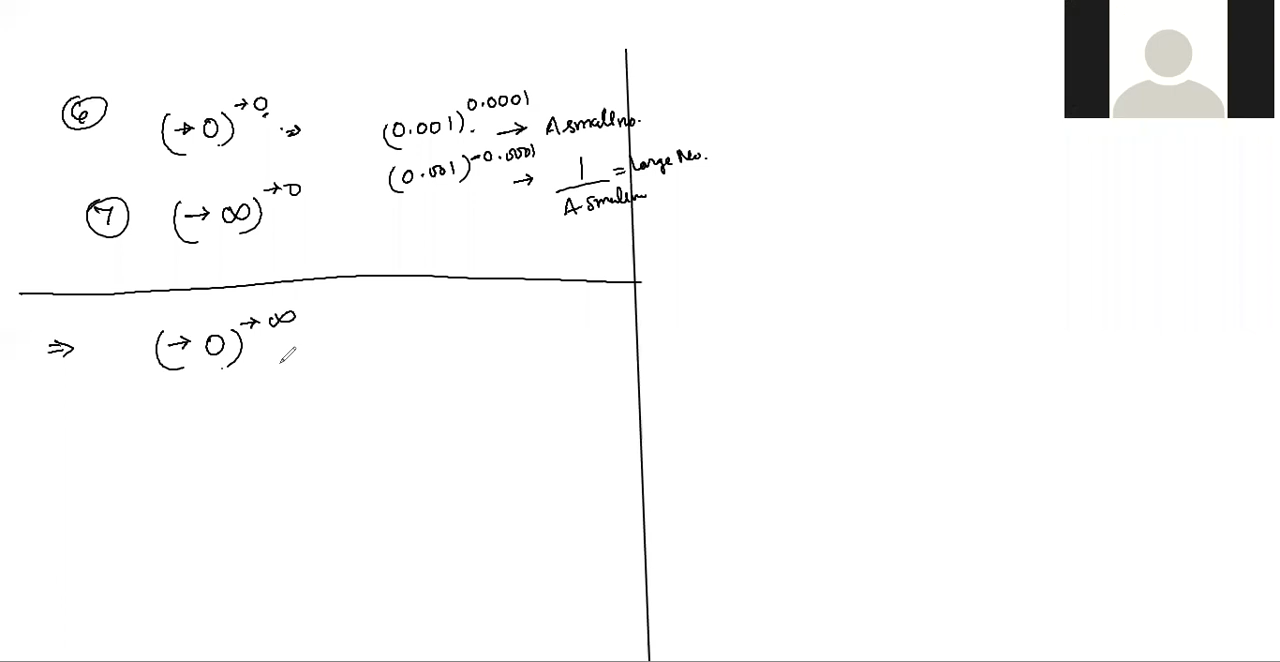 ⑥ (→ 0)^{→ 0} ⇒ (0.001)^{0.0001} → A small no.
(0.001)^{-0.0001} → 1/A small = Large No.
⑦ (→ ∞)^{→ 0}
⇒ (→ 0)^{→ ∞}